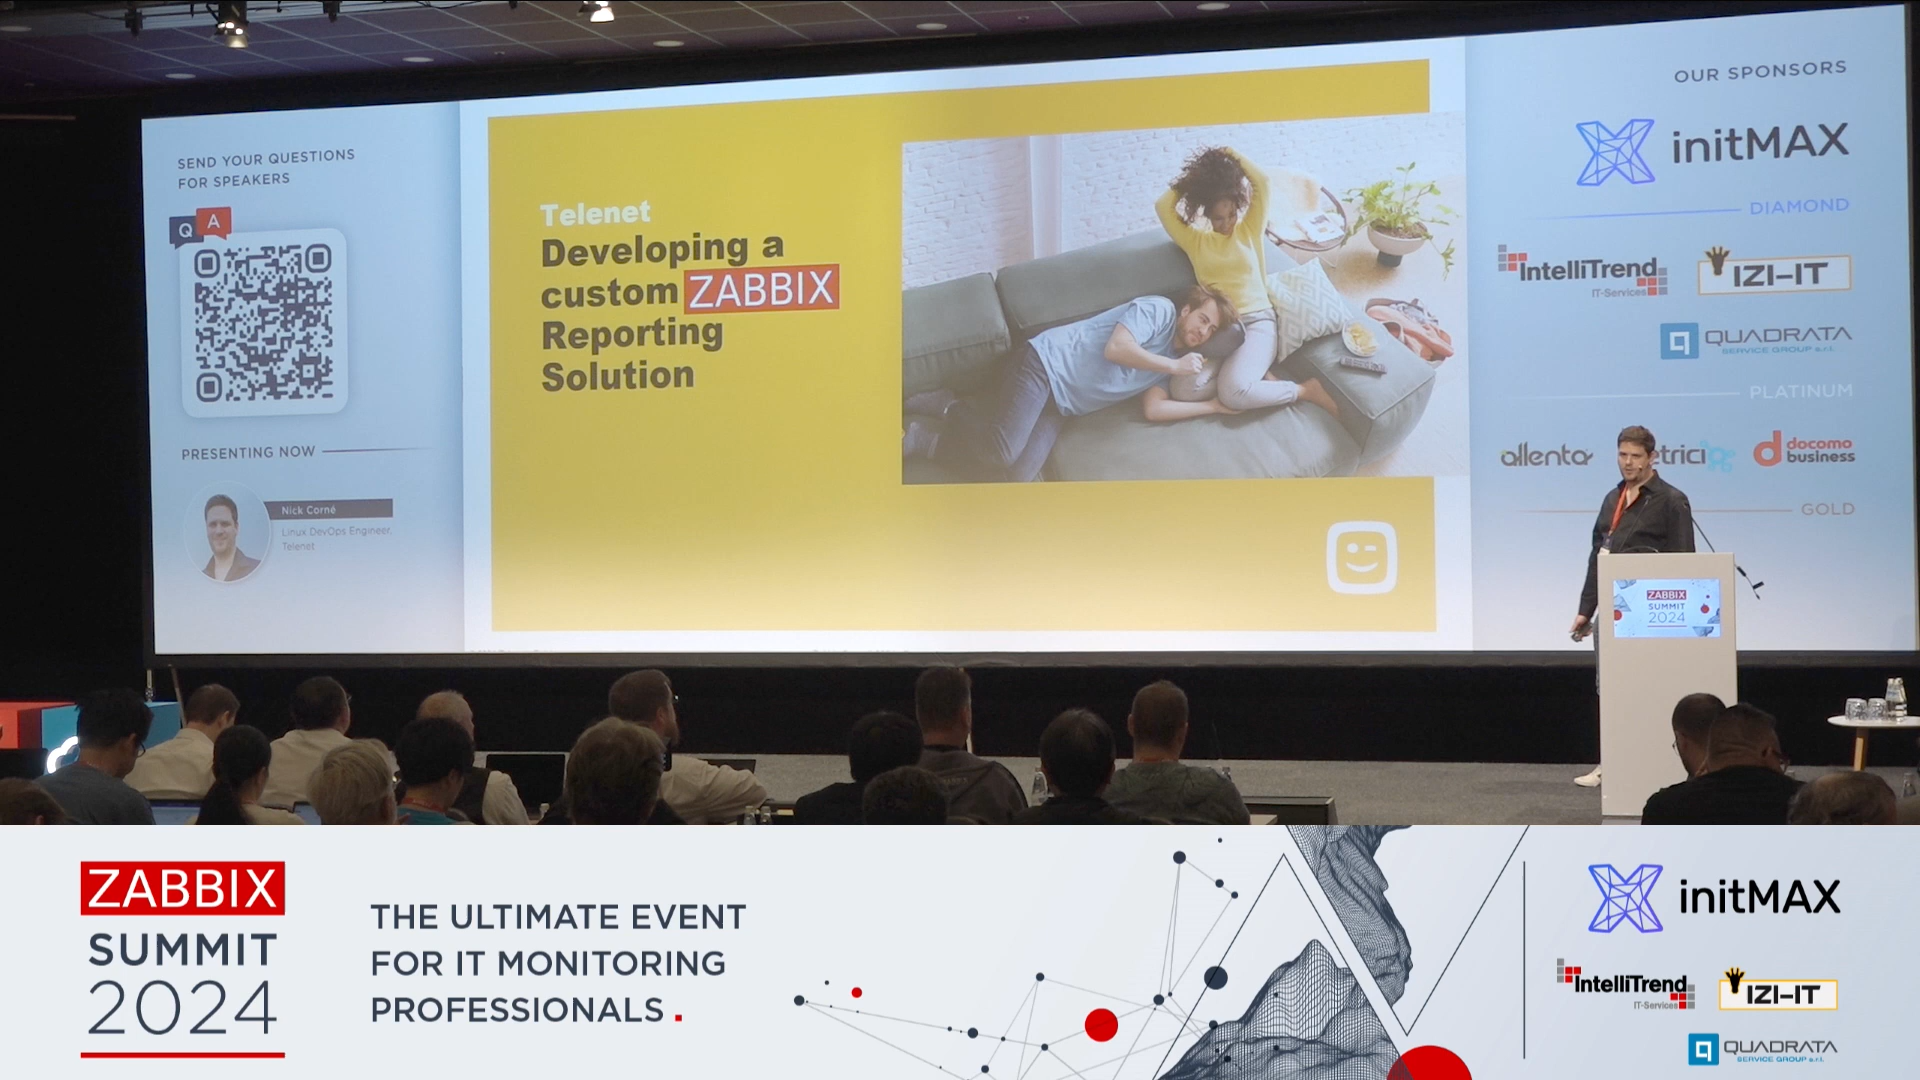 SEND YOUR QUESTIONS
FOR SPEAKERS
Q A
PRESENTING NOW
Nick Corné
Linux DevOps Engineer,
Telenet
Telenet
Developing a
custom ZABBIX
Reporting
Solution
OUR SPONSORS
initMAX
DIAMOND
IntelliTrend
IT-Services
IZI-IT
QUADRATA
SERVICE GROUP s.r.l.
PLATINUM
allenta
etrici
docomo
business
GOLD
ZABBIX
SUMMIT
2024
ZABBIX
SUMMIT
2024
THE ULTIMATE EVENT
FOR IT MONITORING
PROFESSIONALS .
initMAX
IntelliTrend
IT-Services
IZI-IT
QUADRATA
SERVICE GROUP s.r.l.